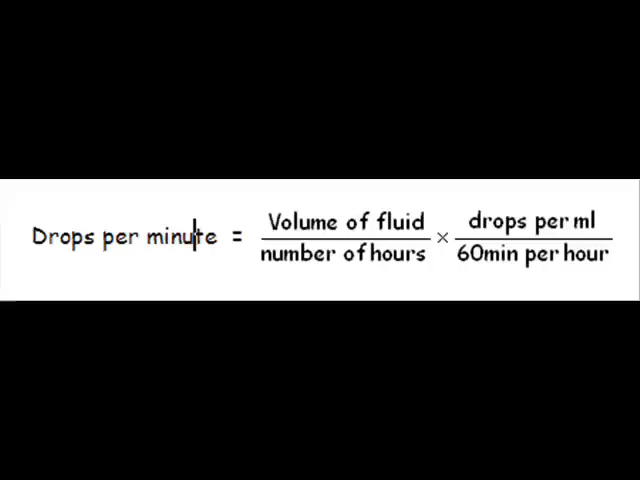 Drops per minute = Volume of fluid / number of hours × drops per ml / 60min per hour